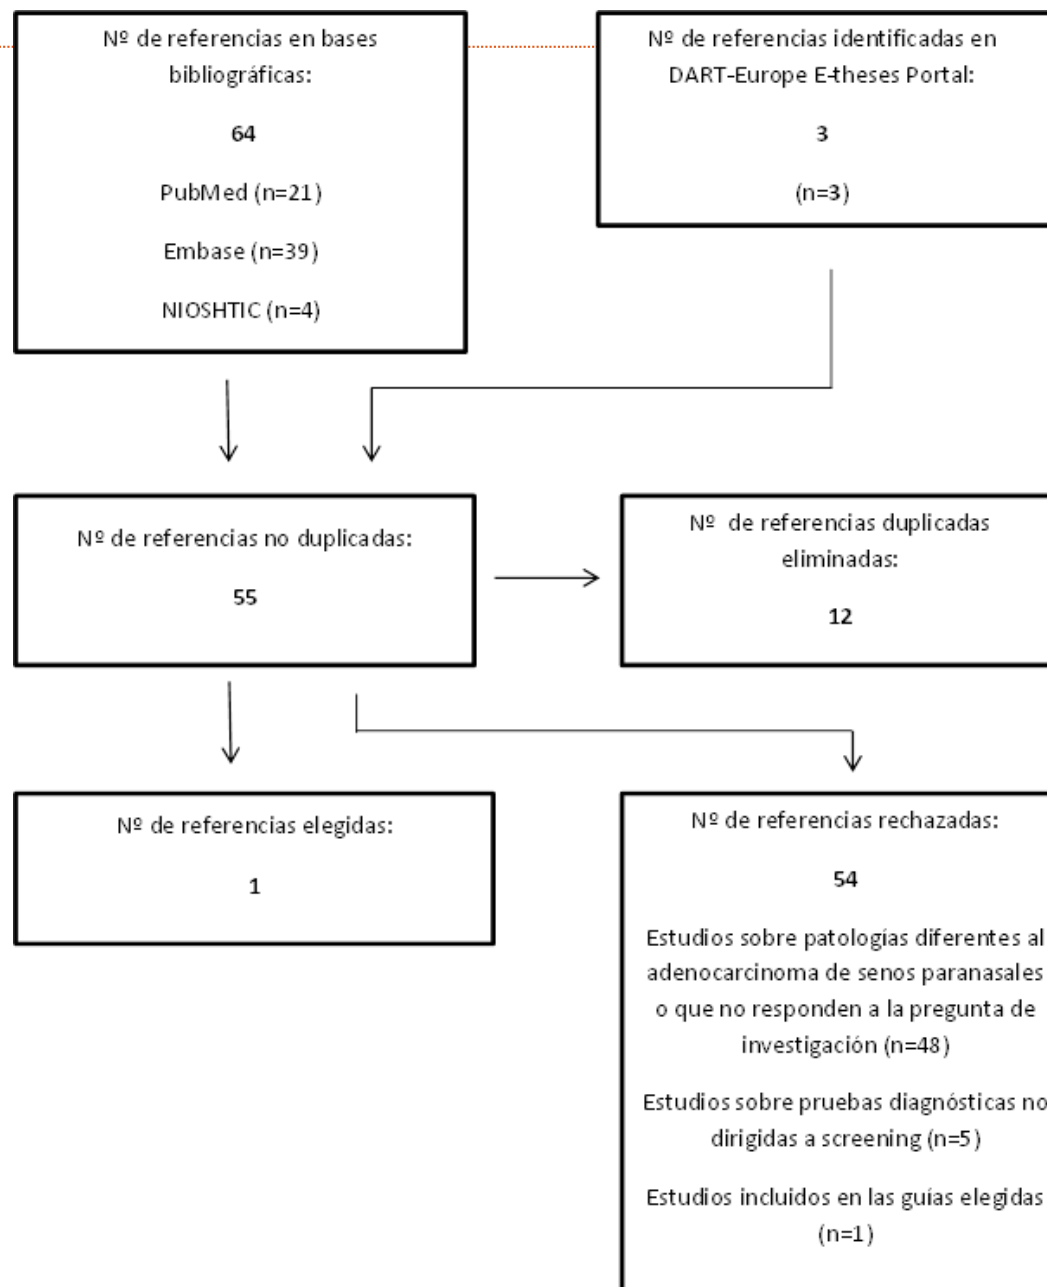 Nº de referencias en bases
bibliográficas:
64
PubMed (n=21)
Embase (n=39)
NIOSHTIC (n=4)
Nº de referencias identificadas en
DART-Europe E-theses Portal:
3
(n=3)
Nº de referencias no duplicadas:
55
Nº de referencias duplicadas
eliminadas:
12
Nº de referencias elegidas:
1
Nº de referencias rechazadas:
54
Estudios sobre patologías diferentes al
adenocarcinoma de senos paranasales
o que no responden a la pregunta de
investigación (n=48)
Estudios sobre pruebas diagnósticas no
dirigidas a screening (n=5)
Estudios incluidos en las guías elegidas
(n=1)